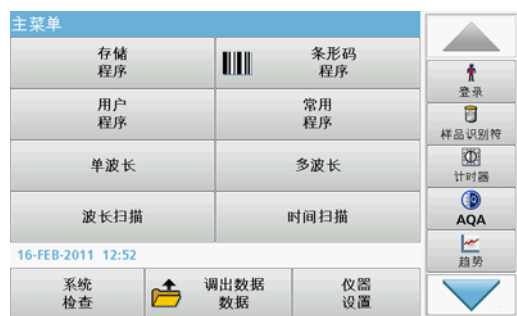 主菜单
存储
程序
条形码
程序
用户
程序
常用
程序
单波长
多波长
波长扫描
时间扫描
16-FEB-2011 12:52
系统
检查
调出数据
数据
仪器
设置
登录
样品识别符
计时器
AQA
趋势